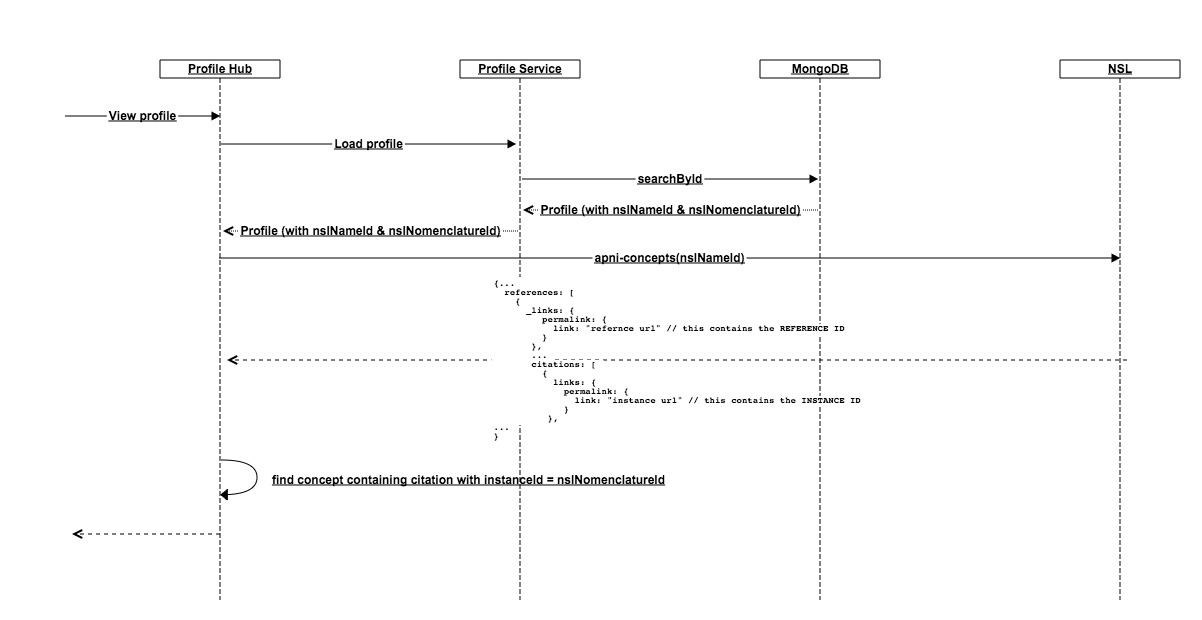 Profile Hub
Profile Service
MongoDB
NSL
View profile
Load profile
searchById
Profile (with nslNameId & nslNomenclatureId)
Profile (with nslNameId & nslNomenclatureId)
apni-concepts(nslNameId)
{...
references: [
{
_links: {
permalink: {
link: "refernce url" // this contains the REFERENCE ID
}
},
...
citations: [
{
links: {
permalink: {
link: "instance url" // this contains the INSTANCE ID
}
},
...
}
find concept containing citation with instanceId = nslNomenclatureId